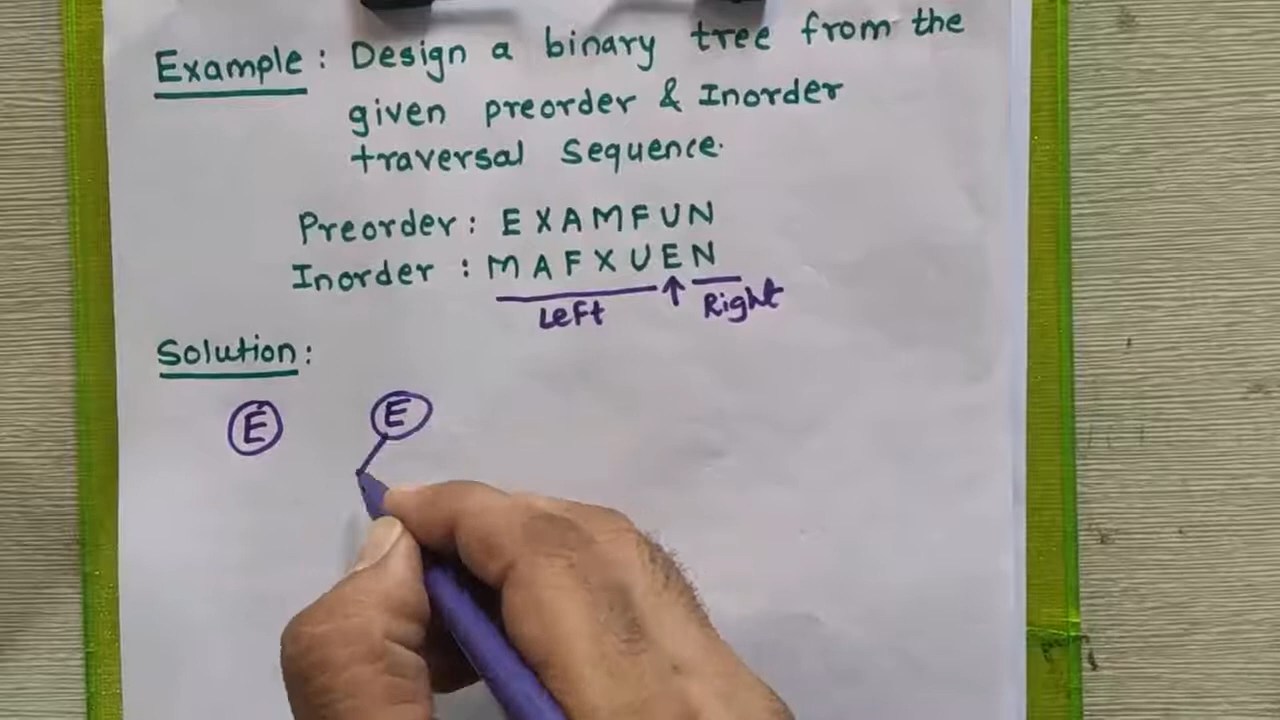 Example: Design a binary tree from the
given preorder & Inorder
traversal sequence.
Preorder: E X A M F U N
Inorder : M A F X U E N
Left ↑ Right
Solution:
E E